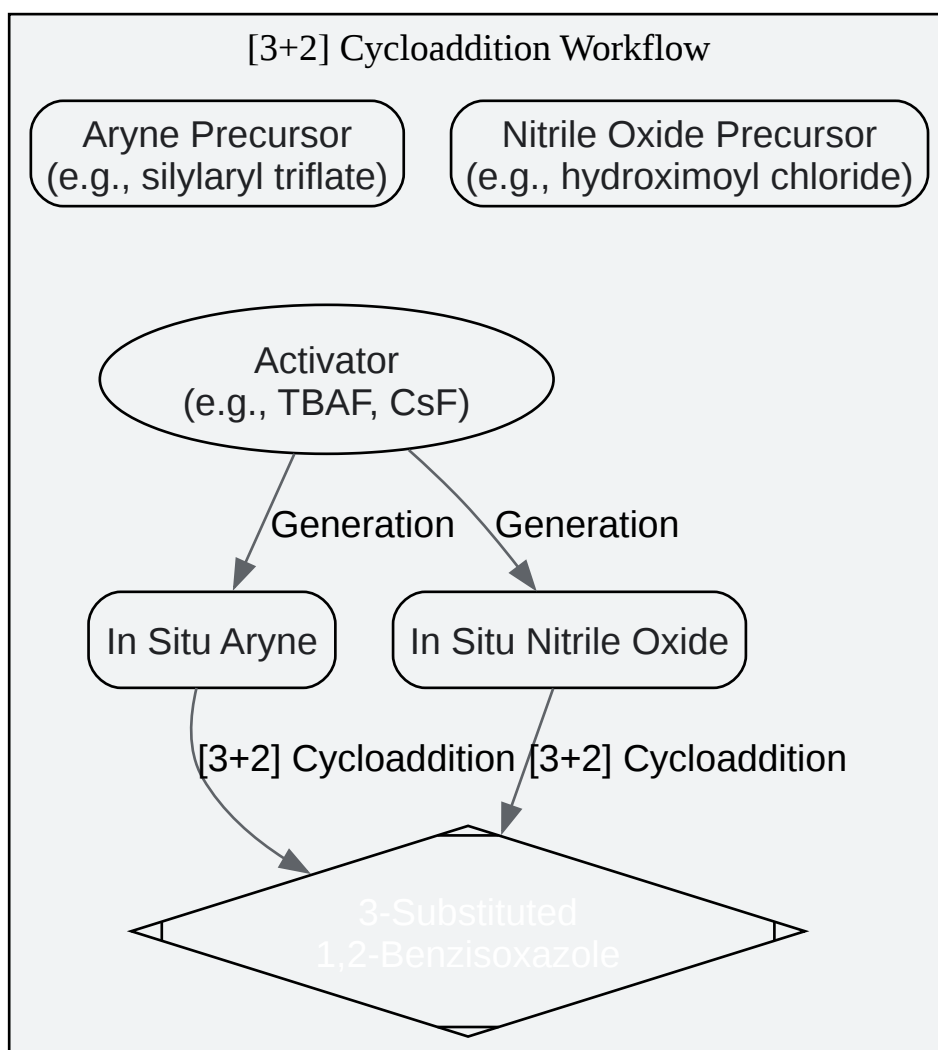 [3+2] Cycloaddition Workflow
Aryne Precursor
(e.g., silylaryl triflate)
Nitrile Oxide Precursor
(e.g., hydroximoyl chloride)
Activator
(e.g., TBAF, CsF)
Generation
Generation
In Situ Aryne
In Situ Nitrile Oxide
[3+2] Cycloaddition
[3+2] Cycloaddition
3-Substituted
1,2-Benzisoxazole